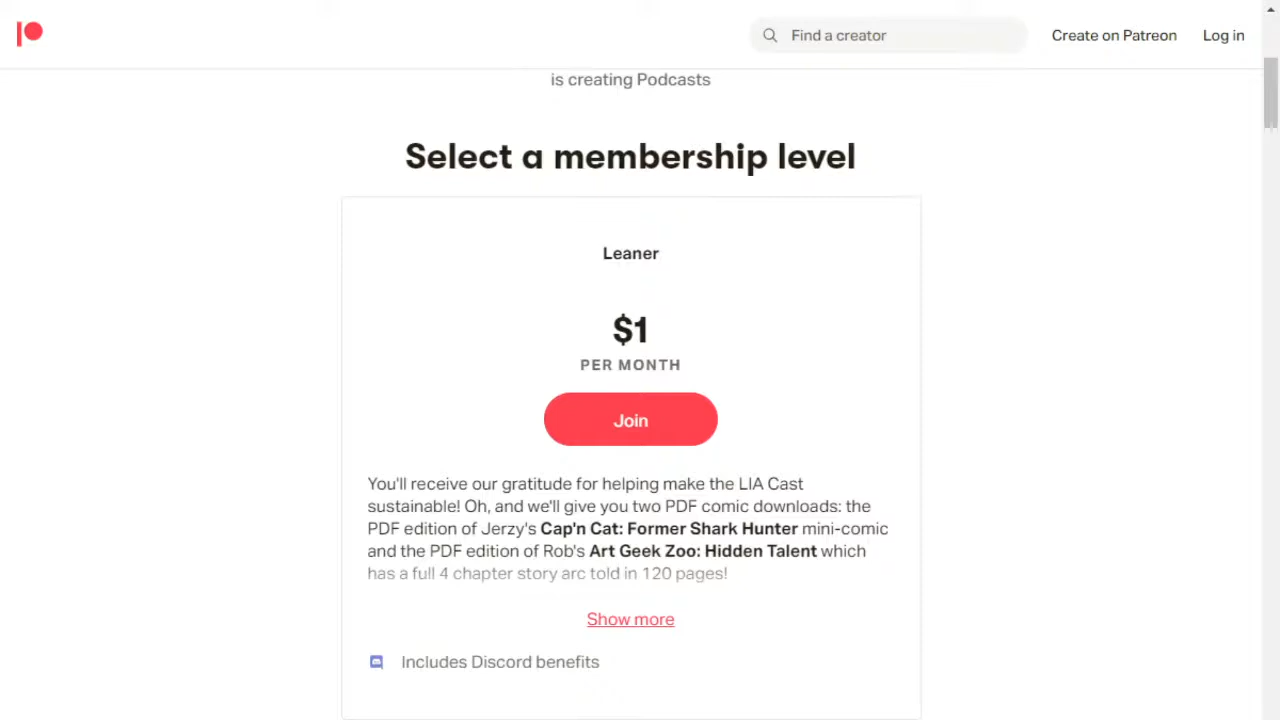 Find a creator
Create on Patreon
Log in
is creating Podcasts
Select a membership level
Leaner
$1
PER MONTH
Join
You'll receive our gratitude for helping make the LIA Cast
sustainable! Oh, and we'll give you two PDF comic downloads: the
PDF edition of Jerzy's Cap'n Cat: Former Shark Hunter mini-comic
and the PDF edition of Rob's Art Geek Zoo: Hidden Talent which
has a full 4 chapter story arc told in 120 pages!
Show more
Includes Discord benefits